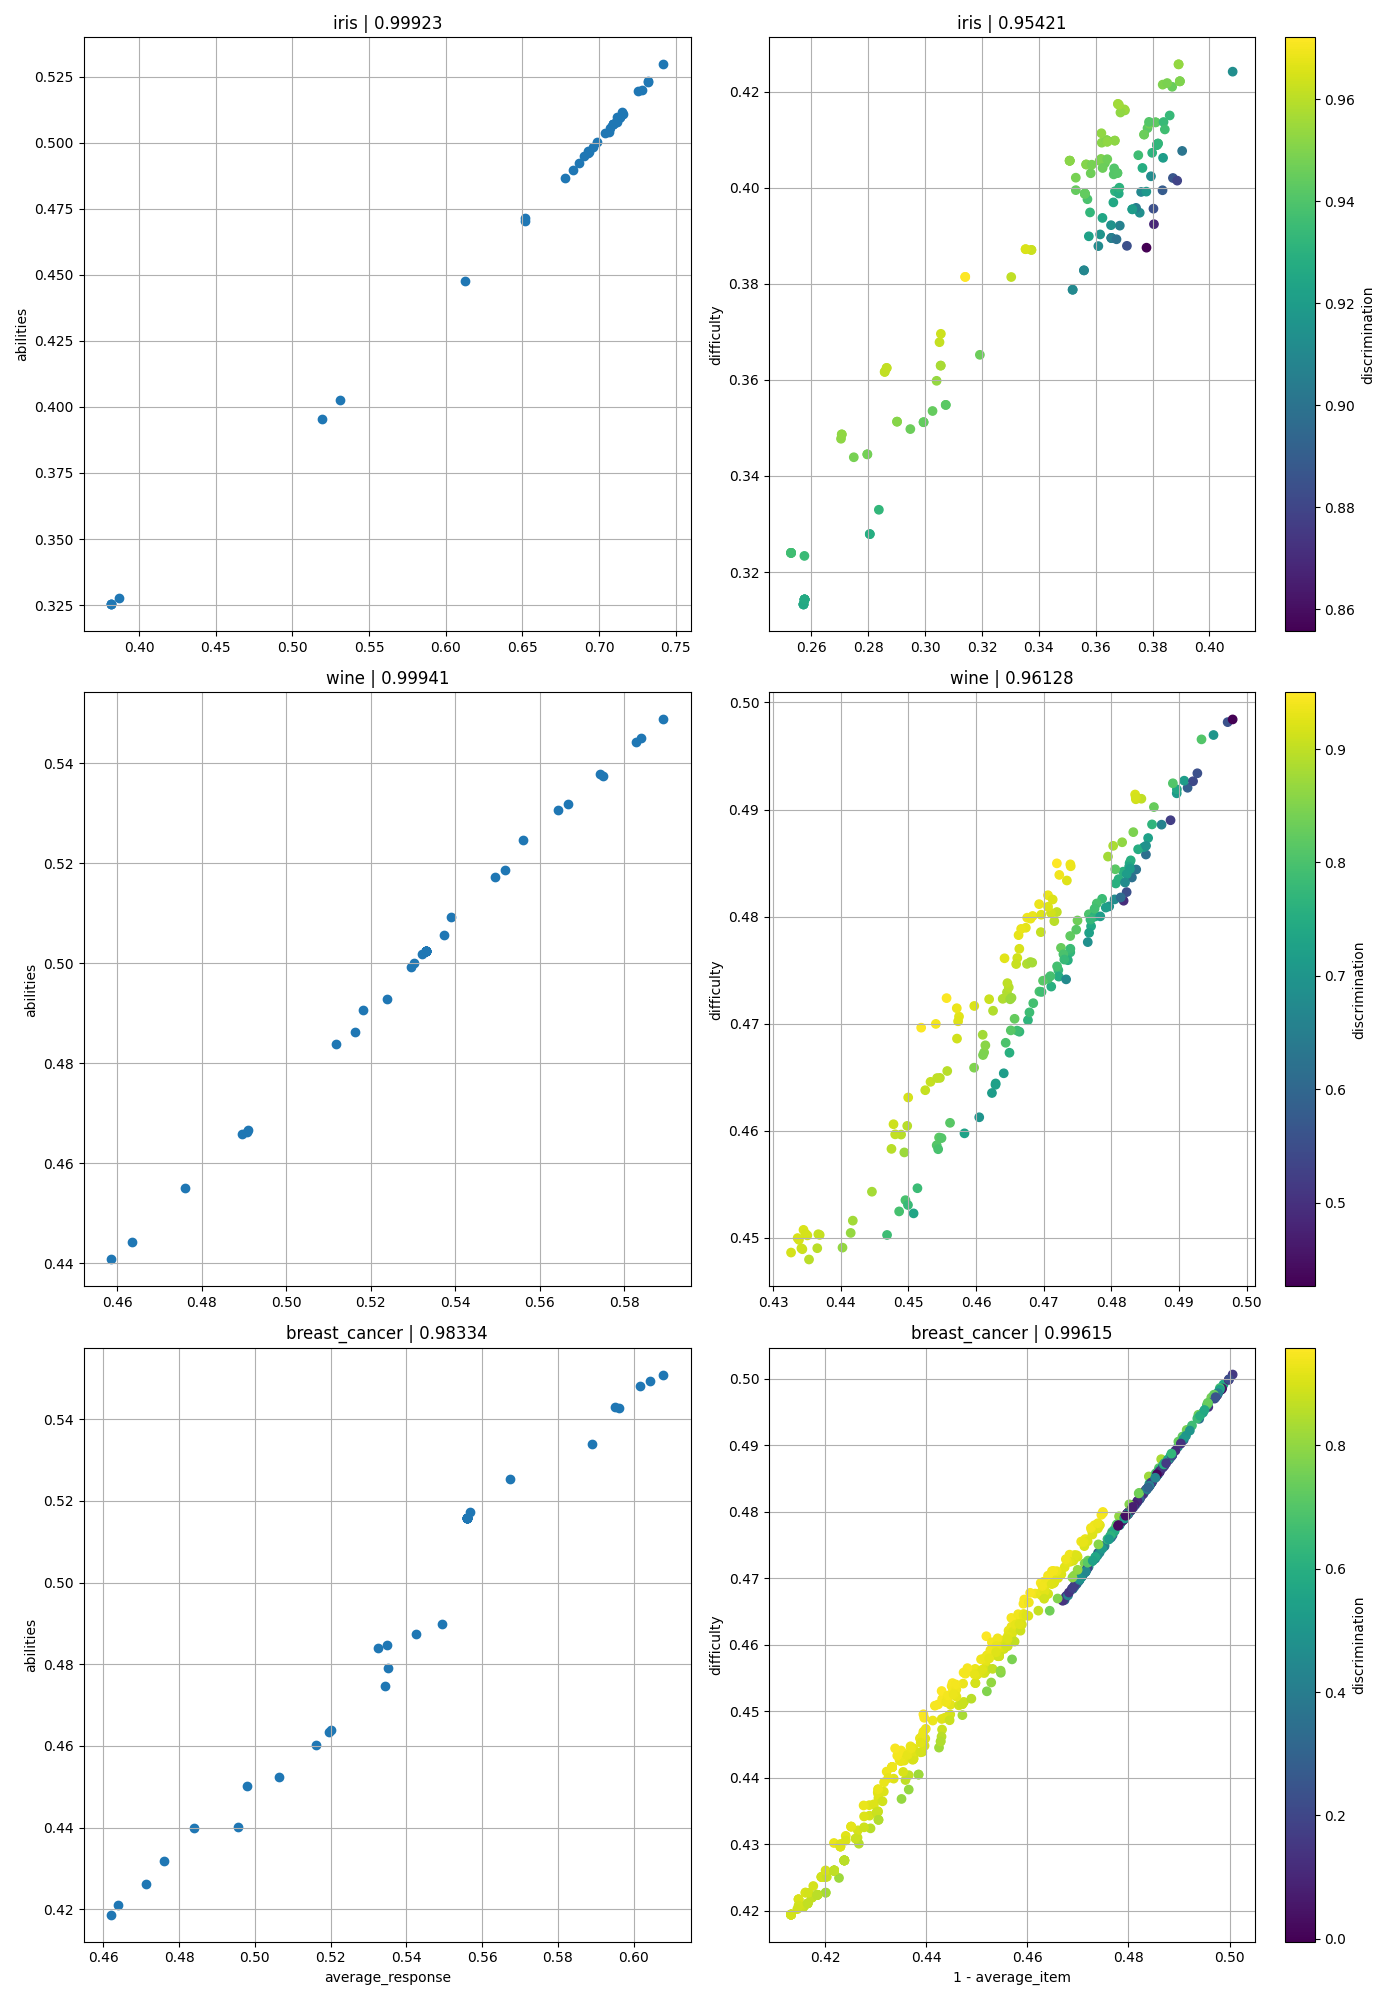 iris | 0.99923
abilities
0.525
0.500
0.475
0.450
0.425
0.400
0.375
0.350
0.325
0.40 0.45 0.50 0.55 0.60 0.65 0.70 0.75
iris | 0.95421
difficulty
0.42
0.40
0.38
0.36
0.34
0.32
0.26 0.28 0.30 0.32 0.34 0.36 0.38 0.40
0.96
0.94
0.92
0.90
0.88
0.86
discrimination
wine | 0.99941
abilities
0.54
0.52
0.50
0.48
0.46
0.44
0.46 0.48 0.50 0.52 0.54 0.56 0.58
wine | 0.96128
difficulty
0.50
0.49
0.48
0.47
0.46
0.45
0.43 0.44 0.45 0.46 0.47 0.48 0.49 0.50
0.9
0.8
0.7
0.6
0.5
discrimination
breast_cancer | 0.98334
abilities
0.54
0.52
0.50
0.48
0.46
0.44
0.42
0.46 0.48 0.50 0.52 0.54 0.56 0.58 0.60
average_response
breast_cancer | 0.99615
difficulty
0.50
0.49
0.48
0.47
0.46
0.45
0.44
0.43
0.42
0.42 0.44 0.46 0.48 0.50
1 - average_item
0.8
0.6
0.4
0.2
0.0
discrimination